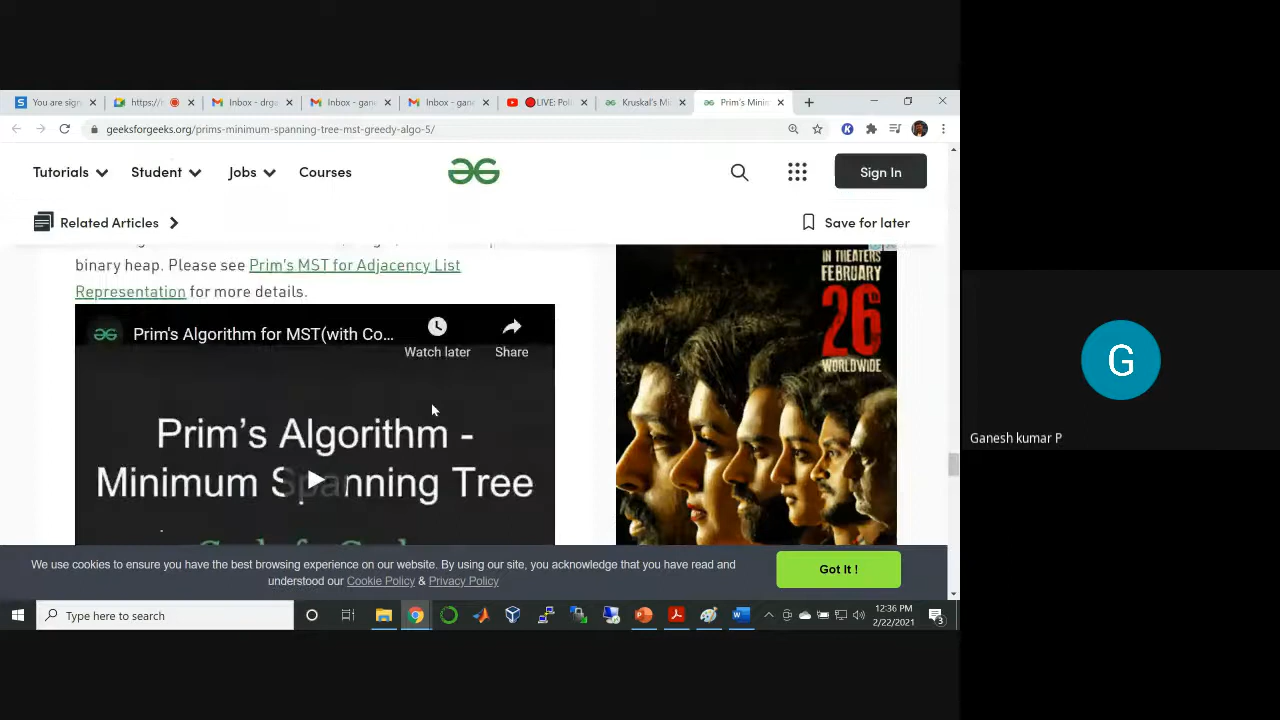 You are sign
https://
Inbox - drga
Inbox - gane
Inbox - gane
LIVE: Poli
Kruskal's Mi
Prim's Minim
geeksforgeeks.org/prims-minimum-spanning-tree-mst-greedy-algo-5/
Tutorials
Student
Jobs
Courses
Sign In
Related Articles
Save for later
binary heap. Please see Prim's MST for Adjacency List
Representation for more details.
Prim's Algorithm for MST(with Co...
Watch later
Share
Prim's Algorithm -
Minimum Spanning Tree
IN THEATERS
FEBRUARY
26
WORLDWIDE
G
Ganesh kumar P
We use cookies to ensure you have the best browsing experience on our website. By using our site, you acknowledge that you have read and
understood our Cookie Policy & Privacy Policy
Got It !
Type here to search
12:36 PM
2/22/2021
3